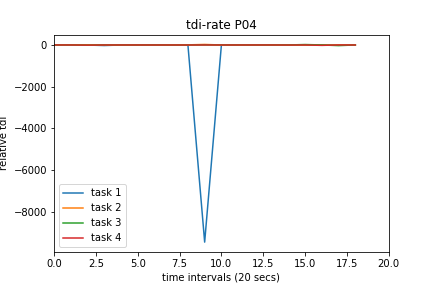 tdi-rate P04
0
−2000
−4000
−6000
−8000
relative tdi
task 1
task 2
task 3
task 4
0.0 2.5 5.0 7.5 10.0 12.5 15.0 17.5 20.0
time intervals (20 secs)